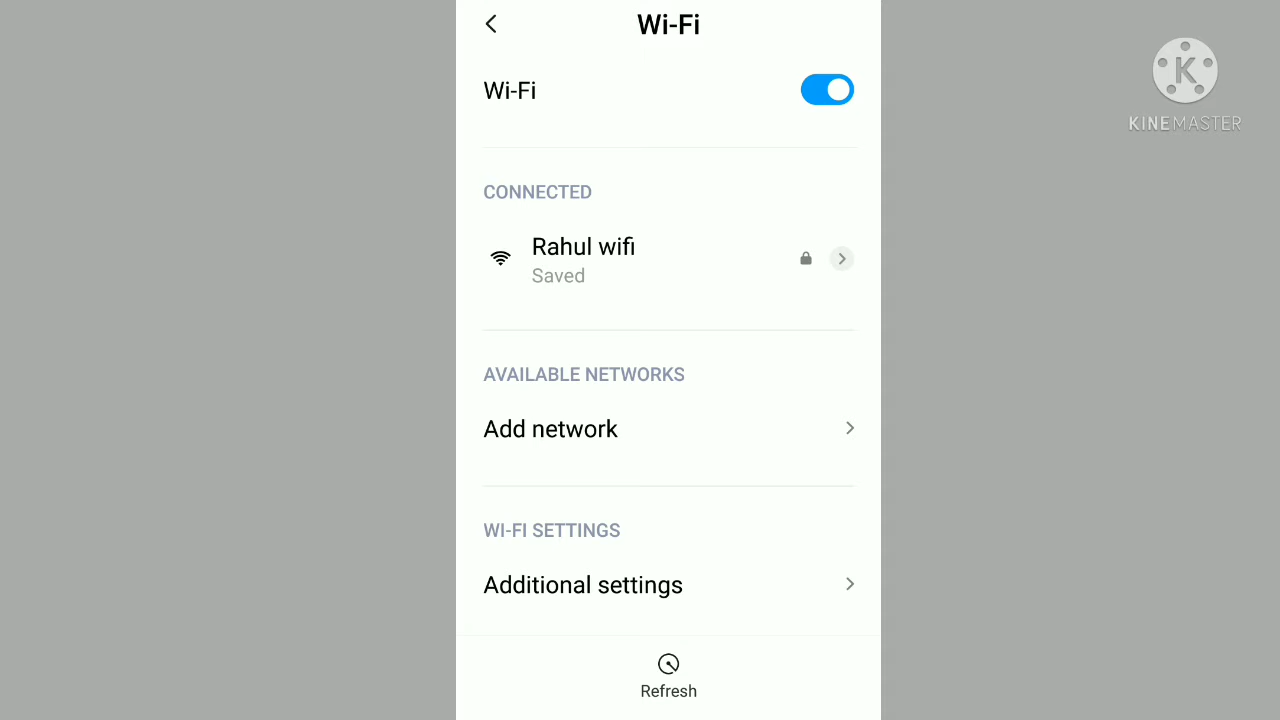 Wi-Fi
Wi-Fi
CONNECTED
Rahul wifi
Saved
AVAILABLE NETWORKS
Add network
WI-FI SETTINGS
Additional settings
Refresh
K
KINEMASTER